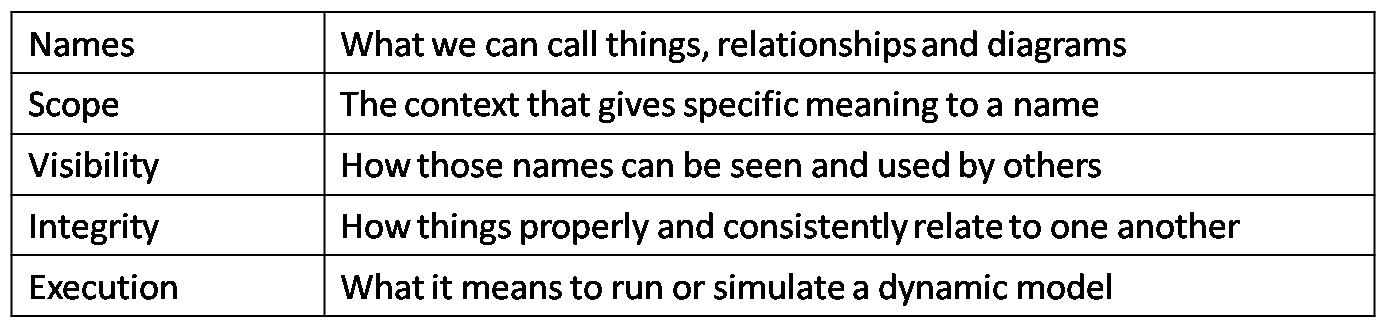 Names What we can call things, relationships and diagrams
Scope The context that gives specific meaning to a name
Visibility How those names can be seen and used by others
Integrity How things properly and consistently relate to one another
Execution What it means to run or simulate a dynamic model